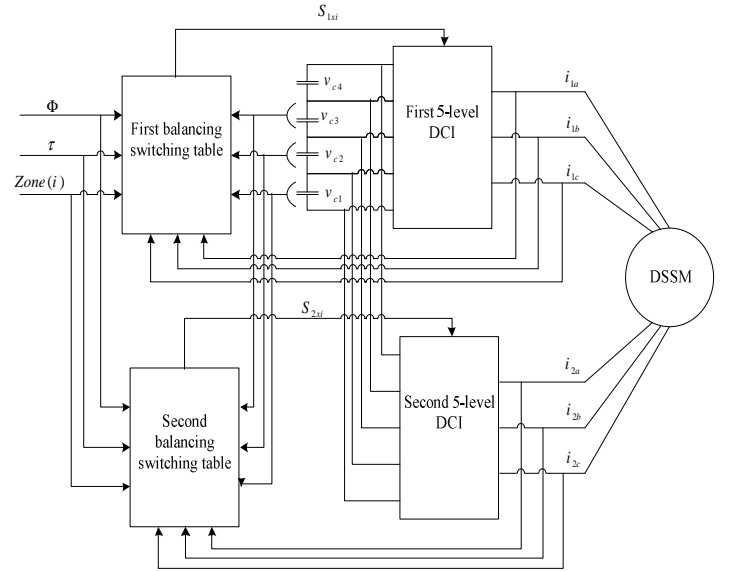 S1xi
Φ
τ
Zone(i)
First balancing
switching table
vc4
vc3
vc2
vc1
First 5-level
DCI
i1a
i1b
i1c
DSSM
S2xi
Second
balancing
switching table
Second 5-level
DCI
i2a
i2b
i2c